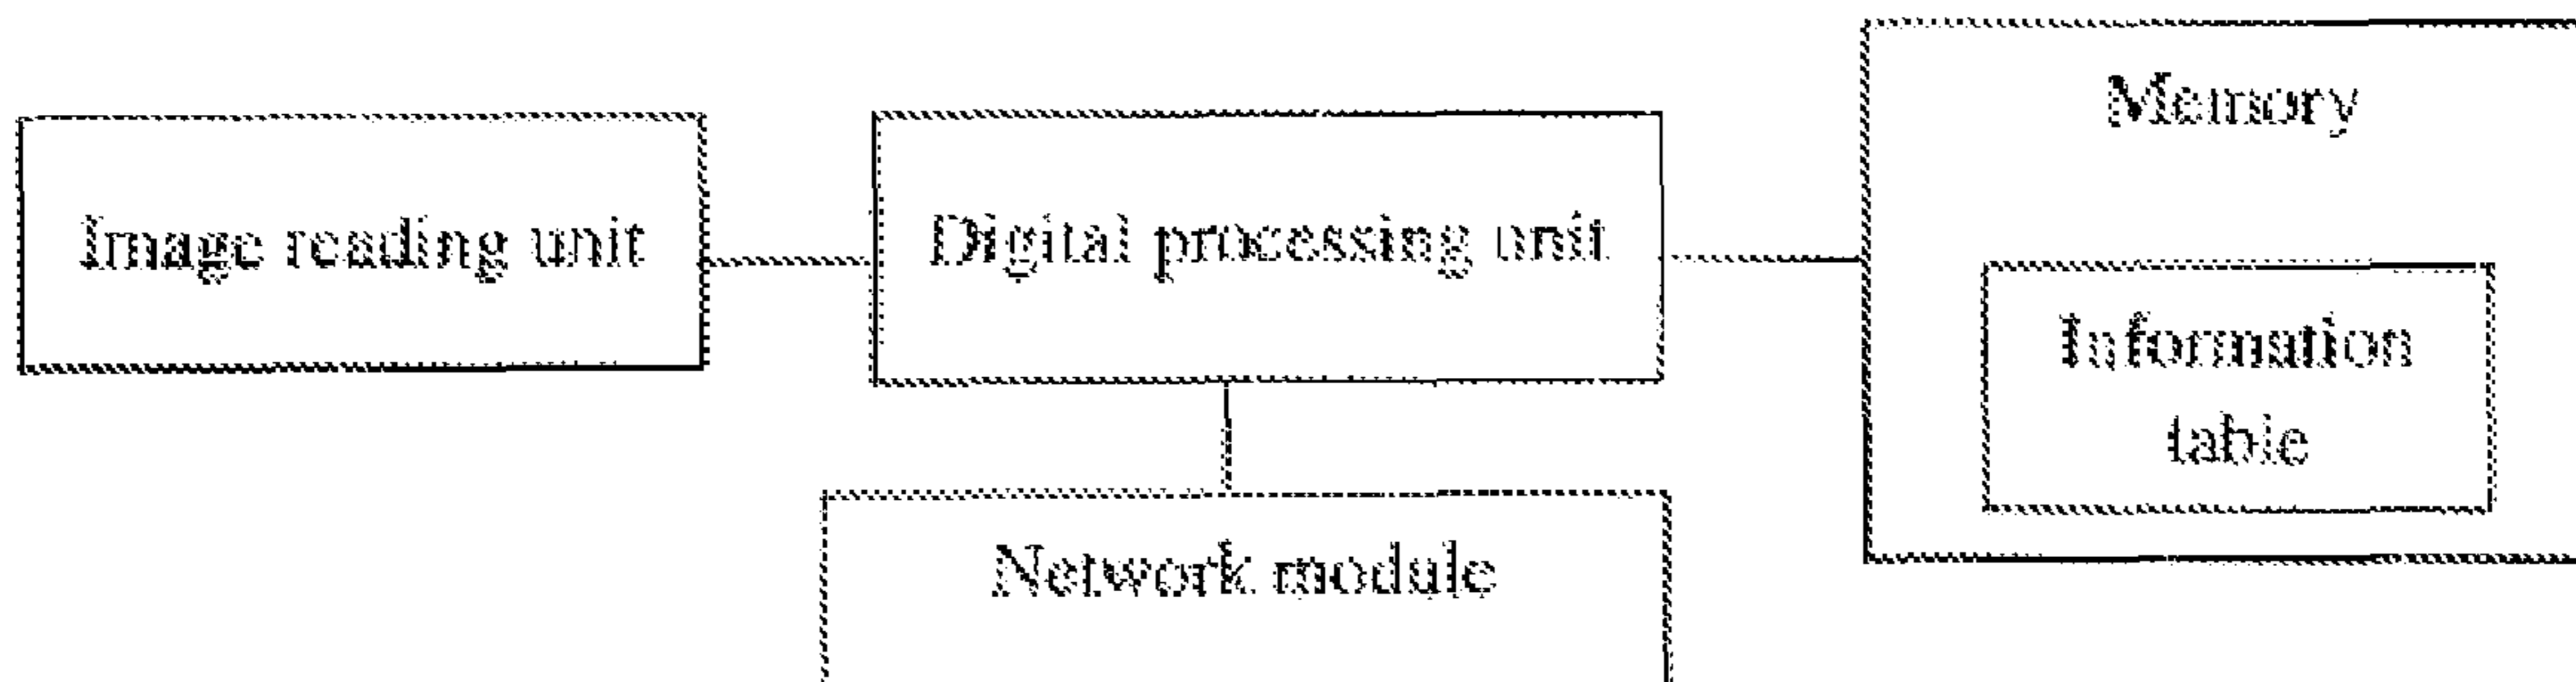 Memory
Image reading unit
Digital processing unit
Information
table
Network module